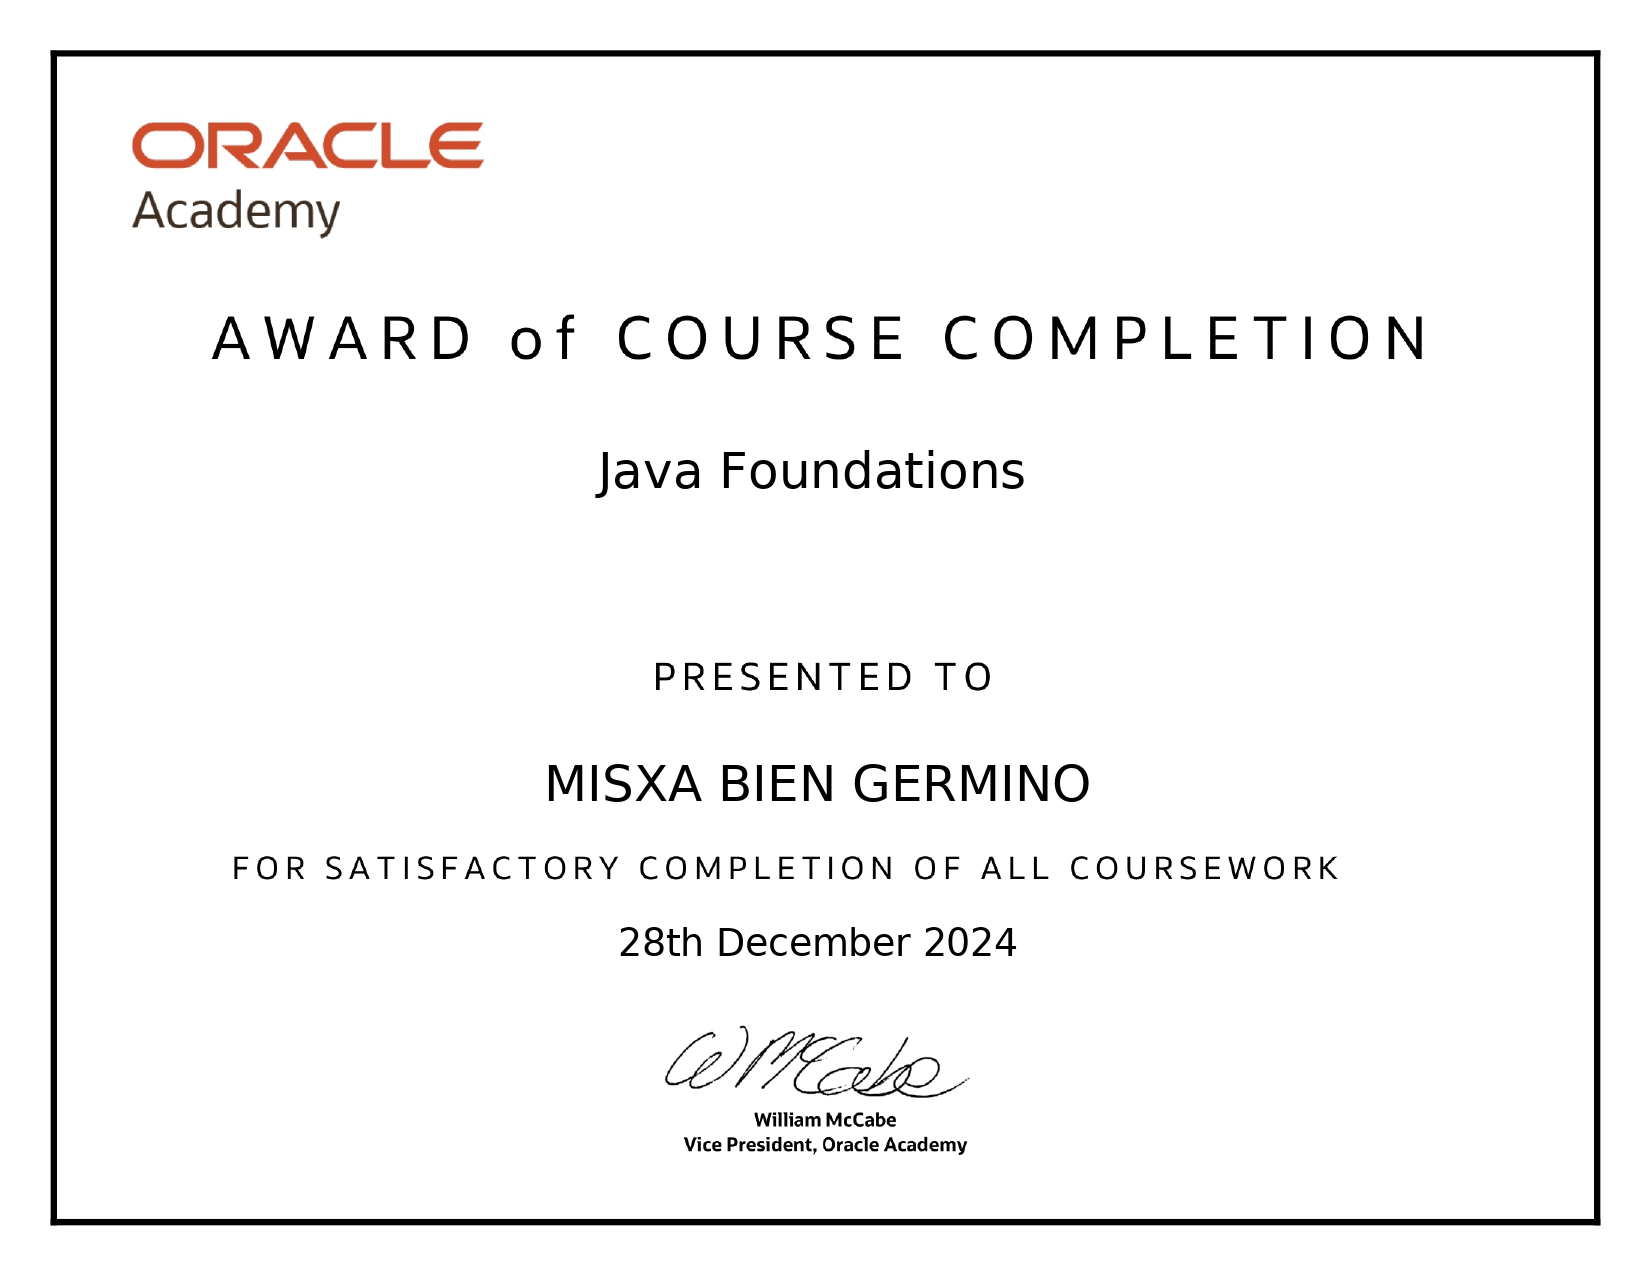 ORACLE
Academy
AWARD of COURSE COMPLETION
Java Foundations
PRESENTED TO
MISXA BIEN GERMINO
FOR SATISFACTORY COMPLETION OF ALL COURSEWORK
28th December 2024
WMcCabe
William McCabe
Vice President, Oracle Academy